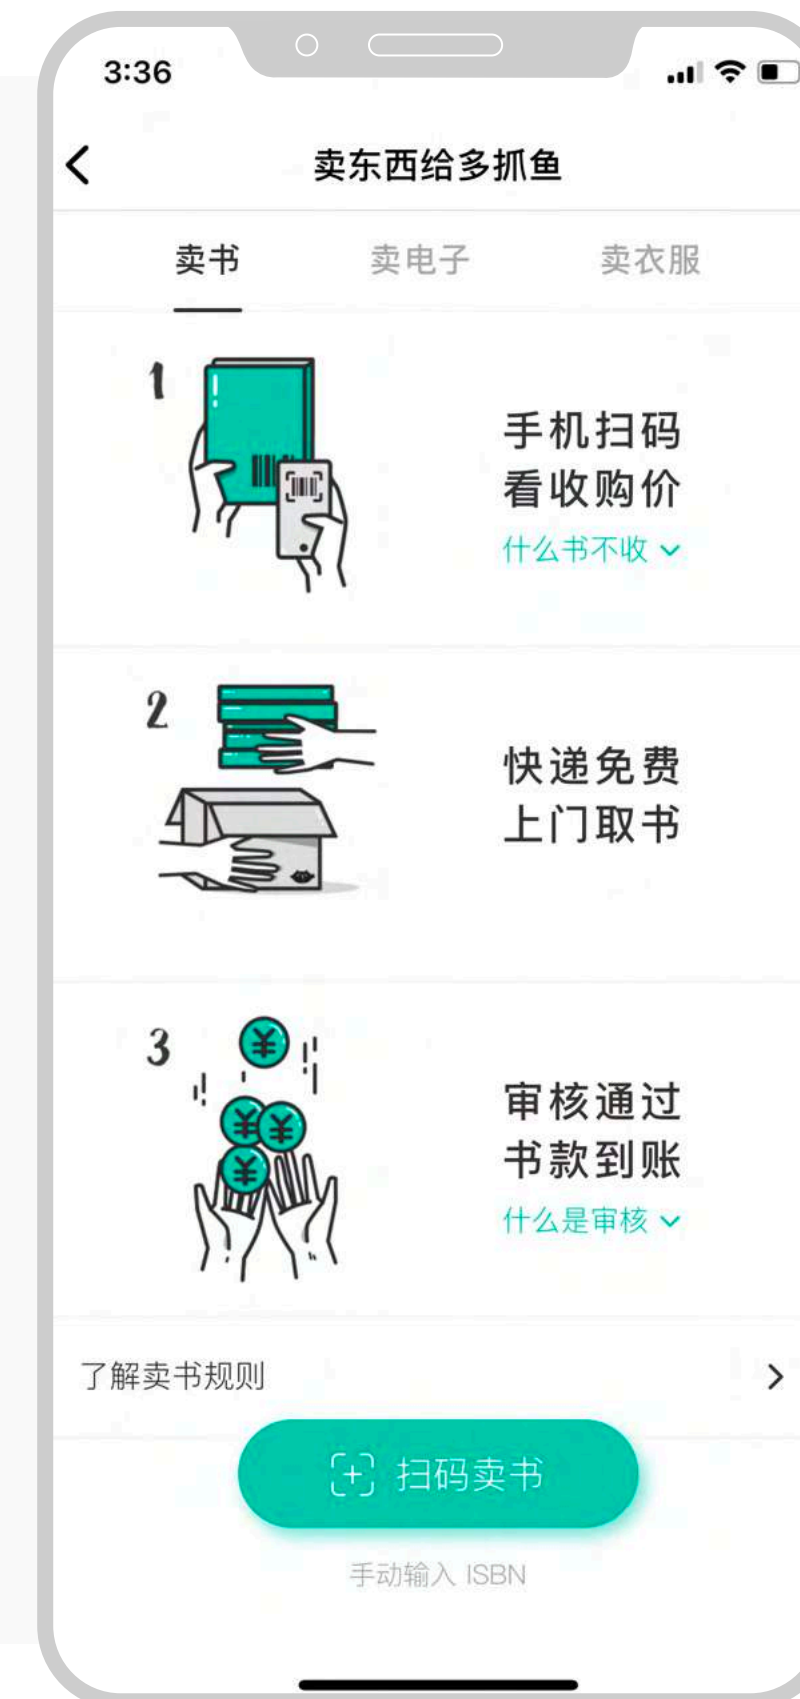 3:36
卖东西给多抓鱼
卖书
卖电子
卖衣服
1
手机扫码
看收购价
什么书不收
2
快递免费
上门取书
3
审核通过
书款到账
什么是审核
了解卖书规则
扫码卖书
手动输入 ISBN